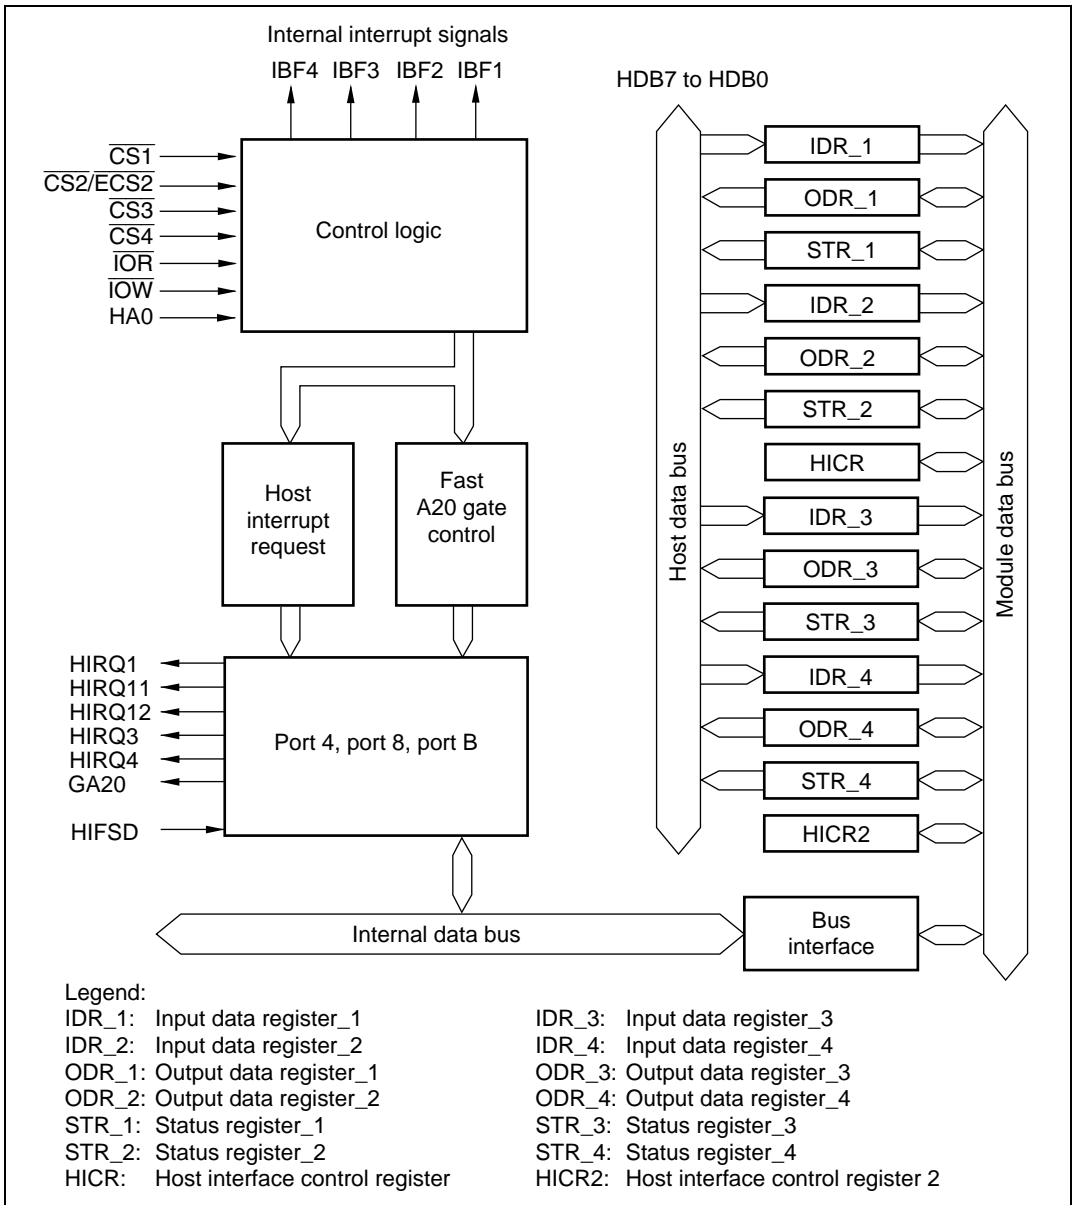 Internal interrupt signals
IBF4 IBF3 IBF2 IBF1
CS1
CS2/ECS2
CS3
CS4
IOR
IOW
HA0
Control logic
Host
interrupt
request
Fast
A20 gate
control
HIRQ1
HIRQ11
HIRQ12
HIRQ3
HIRQ4
GA20
HIFSD
Port 4, port 8, port B
HDB7 to HDB0
Host data bus
IDR_1
ODR_1
STR_1
IDR_2
ODR_2
STR_2
HICR
IDR_3
ODR_3
STR_3
IDR_4
ODR_4
STR_4
HICR2
Module data bus
Internal data bus
Bus
interface
Legend:
IDR_1: Input data register_1
IDR_2: Input data register_2
ODR_1: Output data register_1
ODR_2: Output data register_2
STR_1: Status register_1
STR_2: Status register_2
HICR: Host interface control register
IDR_3: Input data register_3
IDR_4: Input data register_4
ODR_3: Output data register_3
ODR_4: Output data register_4
STR_3: Status register_3
STR_4: Status register_4
HICR2: Host interface control register 2